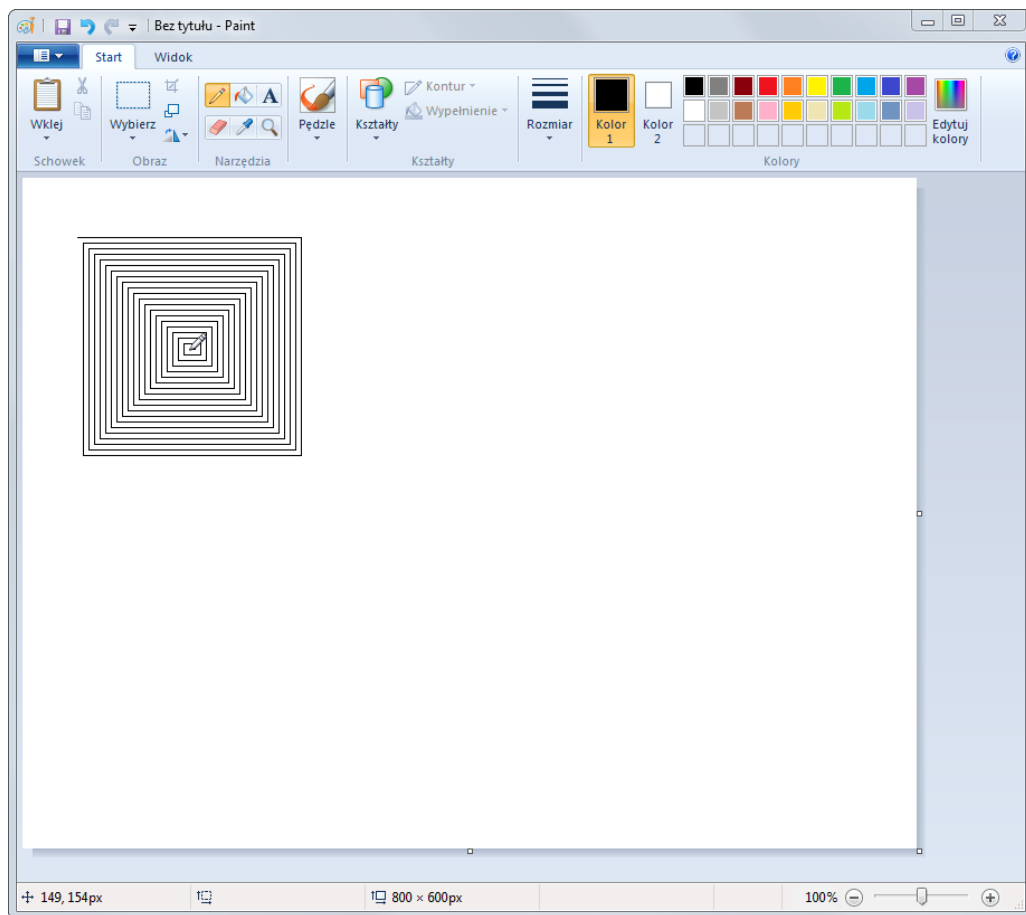 Bez tytułu - Paint
Start Widok
Wklej Wybierz A Pędzle Kształty Kontur Wypełnienie Rozmiar Kolor 1 Kolor 2 Edytuj kolory
Schowek Obraz Narzędzia Kształty Kolory
149, 154px 800 × 600px 100%